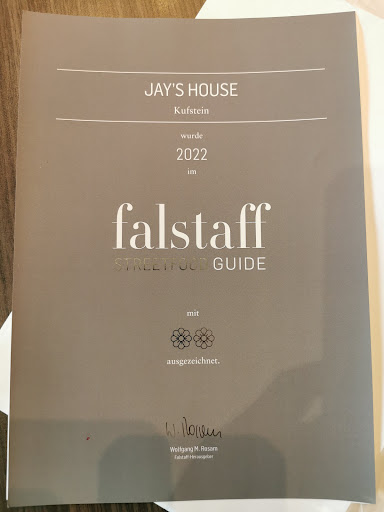 JAY'S HOUSE
Kufstein
wurde
2022
im
falstaff
STREETFOOD GUIDE
mit
ausgezeichnet.
Wolfgang M. Rosam
Falstaff-Herausgeber